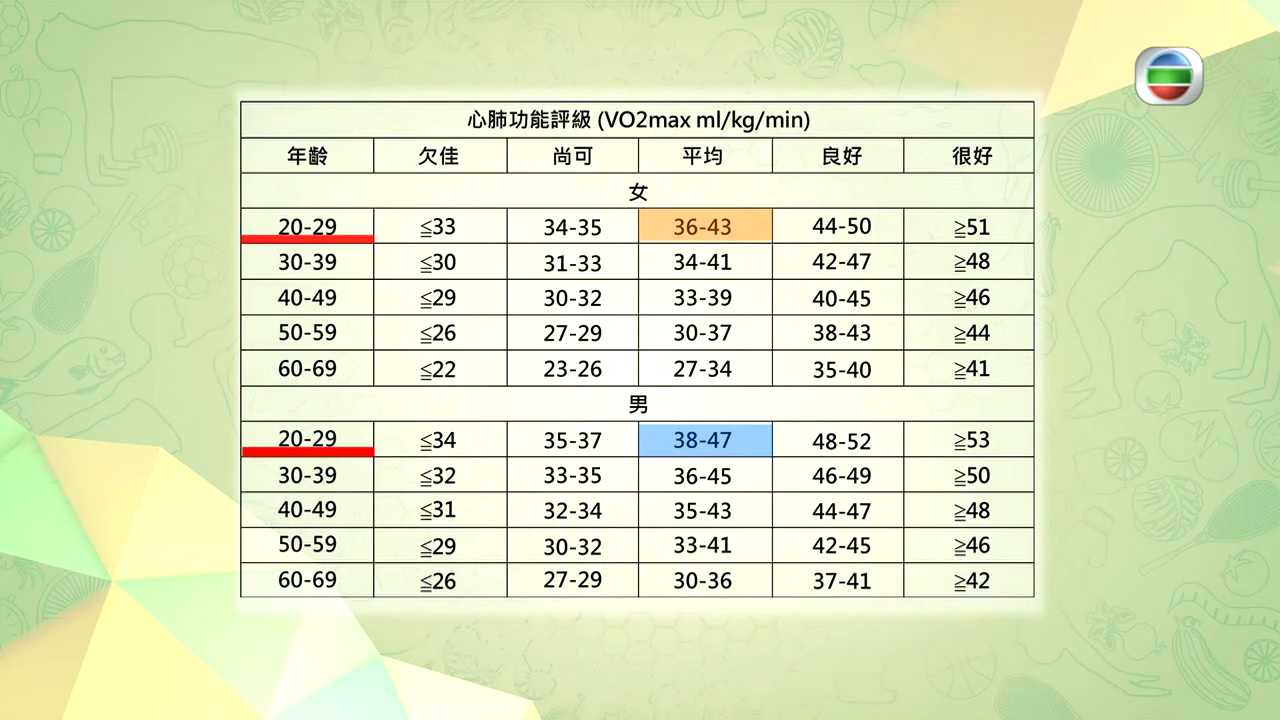 心肺功能評級 (VO2max ml/kg/min)
年齡 欠佳 尚可 平均 良好 很好
女
20-29 ≦33 34-35 36-43 44-50 ≧51
30-39 ≦30 31-33 34-41 42-47 ≧48
40-49 ≦29 30-32 33-39 40-45 ≧46
50-59 ≦26 27-29 30-37 38-43 ≧44
60-69 ≦22 23-26 27-34 35-40 ≧41
男
20-29 ≦34 35-37 38-47 48-52 ≧53
30-39 ≦32 33-35 36-45 46-49 ≧50
40-49 ≦31 32-34 35-43 44-47 ≧48
50-59 ≦29 30-32 33-41 42-45 ≧46
60-69 ≦26 27-29 30-36 37-41 ≧42